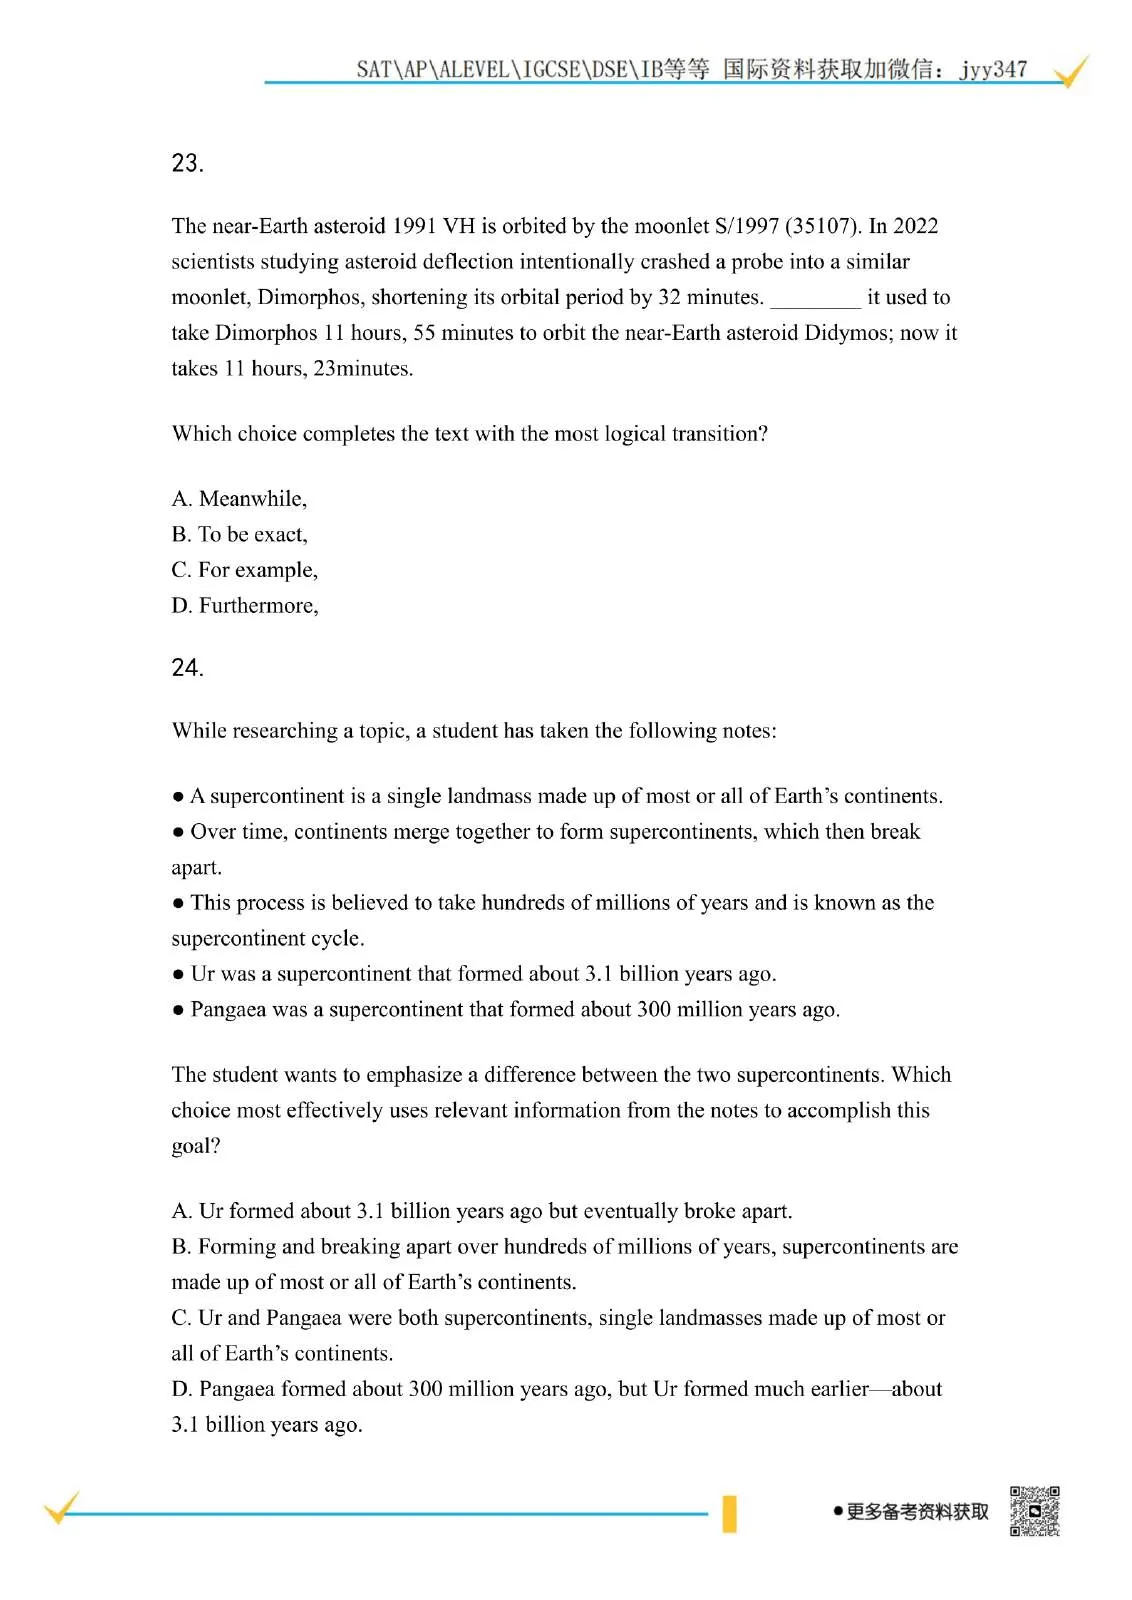 SAT\AP\ALEVEL\IGCSE\DSE\IB等等 国际资料获取加微信：jyy347
23.
The near-Earth asteroid 1991 VH is orbited by the moonlet S/1997 (35107). In 2022
scientists studying asteroid deflection intentionally crashed a probe into a similar
moonlet, Dimorphos, shortening its orbital period by 32 minutes. ________ it used to
take Dimorphos 11 hours, 55 minutes to orbit the near-Earth asteroid Didymos; now it
takes 11 hours, 23minutes.
Which choice completes the text with the most logical transition?
A. Meanwhile,
B. To be exact,
C. For example,
D. Furthermore,
24.
While researching a topic, a student has taken the following notes:
● A supercontinent is a single landmass made up of most or all of Earth’s continents.
● Over time, continents merge together to form supercontinents, which then break
apart.
● This process is believed to take hundreds of millions of years and is known as the
supercontinent cycle.
● Ur was a supercontinent that formed about 3.1 billion years ago.
● Pangaea was a supercontinent that formed about 300 million years ago.
The student wants to emphasize a difference between the two supercontinents. Which
choice most effectively uses relevant information from the notes to accomplish this
goal?
A. Ur formed about 3.1 billion years ago but eventually broke apart.
B. Forming and breaking apart over hundreds of millions of years, supercontinents are
made up of most or all of Earth’s continents.
C. Ur and Pangaea were both supercontinents, single landmasses made up of most or
all of Earth’s continents.
D. Pangaea formed about 300 million years ago, but Ur formed much earlier—about
3.1 billion years ago.
●更多备考资料获取